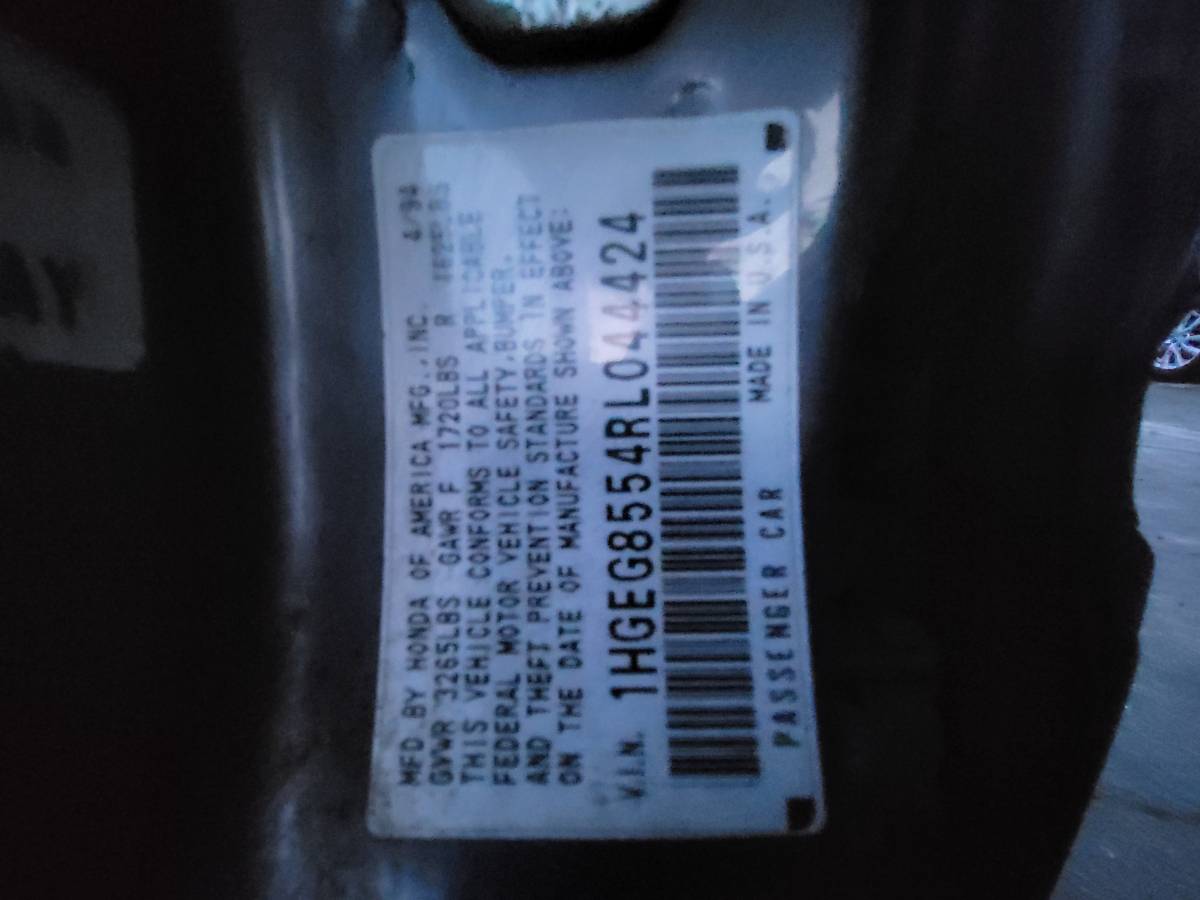 MFD.BY HONDA OF AMERICA MFG.,INC. 4/94
GVWR 3265LBS GAWR F 1720LBS R
THIS VEHICLE CONFORMS TO ALL APPLICABLE
FEDERAL MOTOR VEHICLE SAFETY,BUMPER,
AND THEFT PREVENTION STANDARDS IN EFFECT
ON THE DATE OF MANUFACTURE SHOWN ABOVE:
V.I.N. 1HGEG8554RL044424
PASSENGER CAR MADE IN U.S.A.